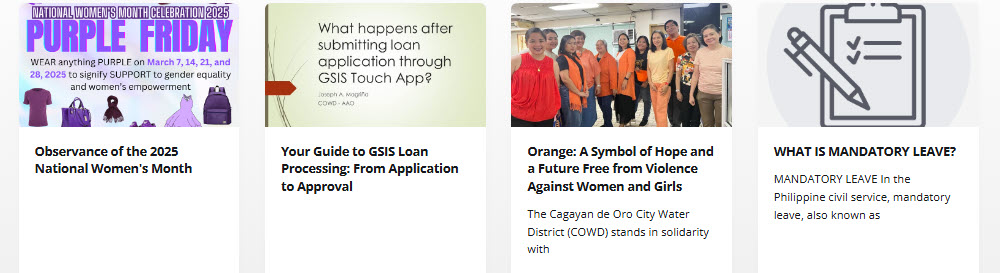 NATIONAL WOMEN'S MONTH CELEBRATION 2025
PURPLE FRIDAY
WEAR anything PURPLE on March 7, 14, 21, and
28, 2025 to signify SUPPORT to gender equality
and women's empowerment
Observance of the 2025
National Women's Month
What happens after
submitting loan
application through
GSIS Touch App?
Joseph A. Magriña
COWD - AAD
Your Guide to GSIS Loan
Processing: From Application
to Approval
Orange: A Symbol of Hope and
a Future Free from Violence
Against Women and Girls
The Cagayan de Oro City Water
District (COWD) stands in solidarity
with
WHAT IS MANDATORY LEAVE?
MANDATORY LEAVE In the
Philippine civil service, mandatory
leave, also known as